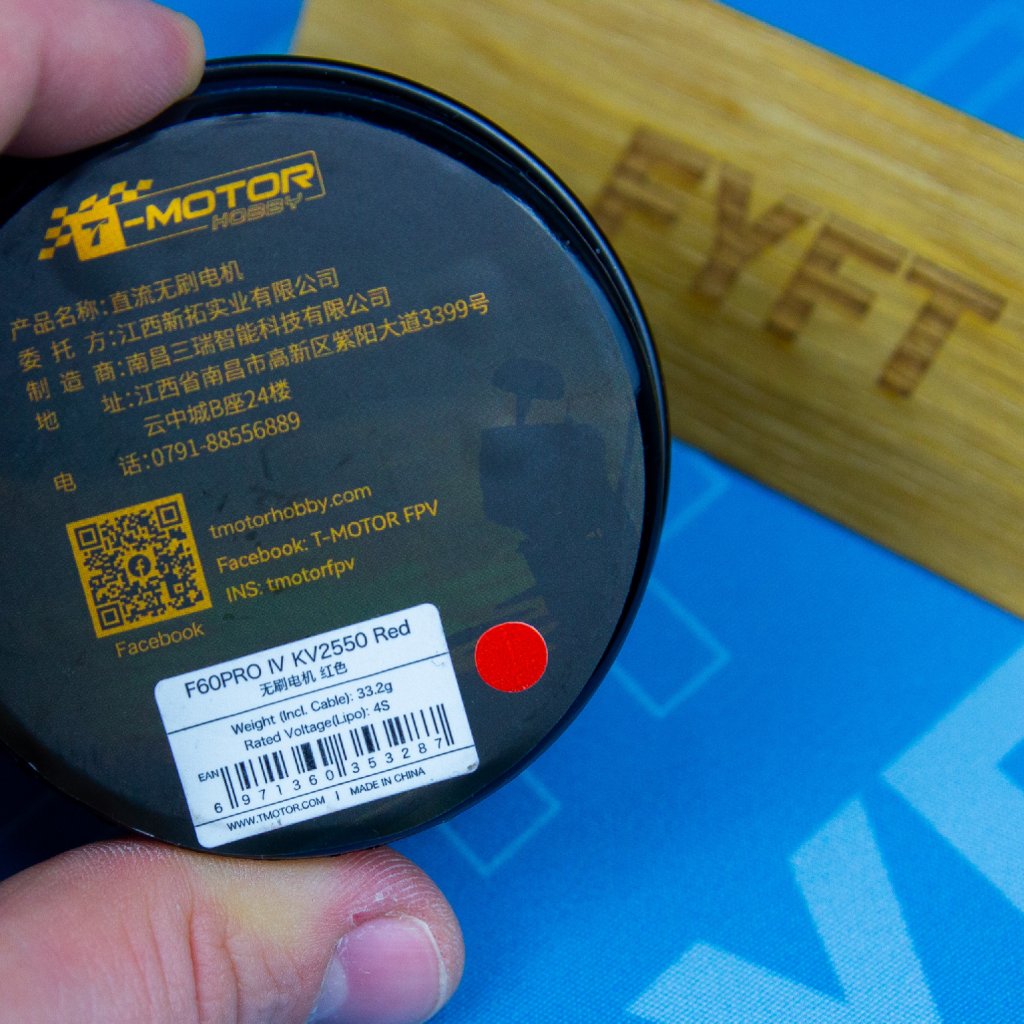 T-MOTOR
HOBBY
产品名称:直流无刷电机
委托方:江西新拓实业有限公司
制造商:南昌三瑞智能科技有限公司
地址:江西省南昌市高新区紫阳大道3399号
云中城B座24楼
电话:0791-88556889
tmotorhobby.com
Facebook: T-MOTOR FPV
INS: tmotorfpv
Facebook
F60PRO IV KV2550 Red
无刷电机 红色
Weight (Incl. Cable): 33.2g
Rated Voltage(Lipo): 4S
EAN
6971360353287
WWW.TMOTOR.COM | MADE IN CHINA
FYFT